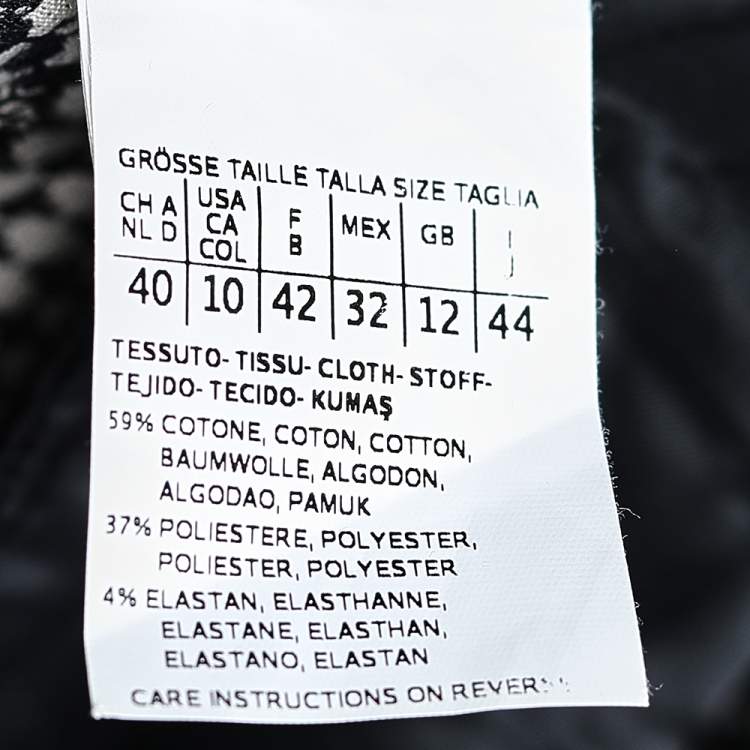 GRÖSSE TAILLE TALLA SIZE TAGLIA
CH A NL D USA CA COL F B MEX GB I
40 10 42 32 12 44
TESSUTO- TISSU- CLOTH- STOFF-
TEJIDO- TECIDO- KUMAŞ
59% COTONE, COTON, COTTON,
BAUMWOLLE, ALGODON,
ALGODAO, PAMUK
37% POLIESTERE, POLYESTER,
POLIESTER, POLYESTER
4% ELASTAN, ELASTHANNE,
ELASTANE, ELASTHAN,
ELASTANO, ELASTAN
CARE INSTRUCTIONS ON